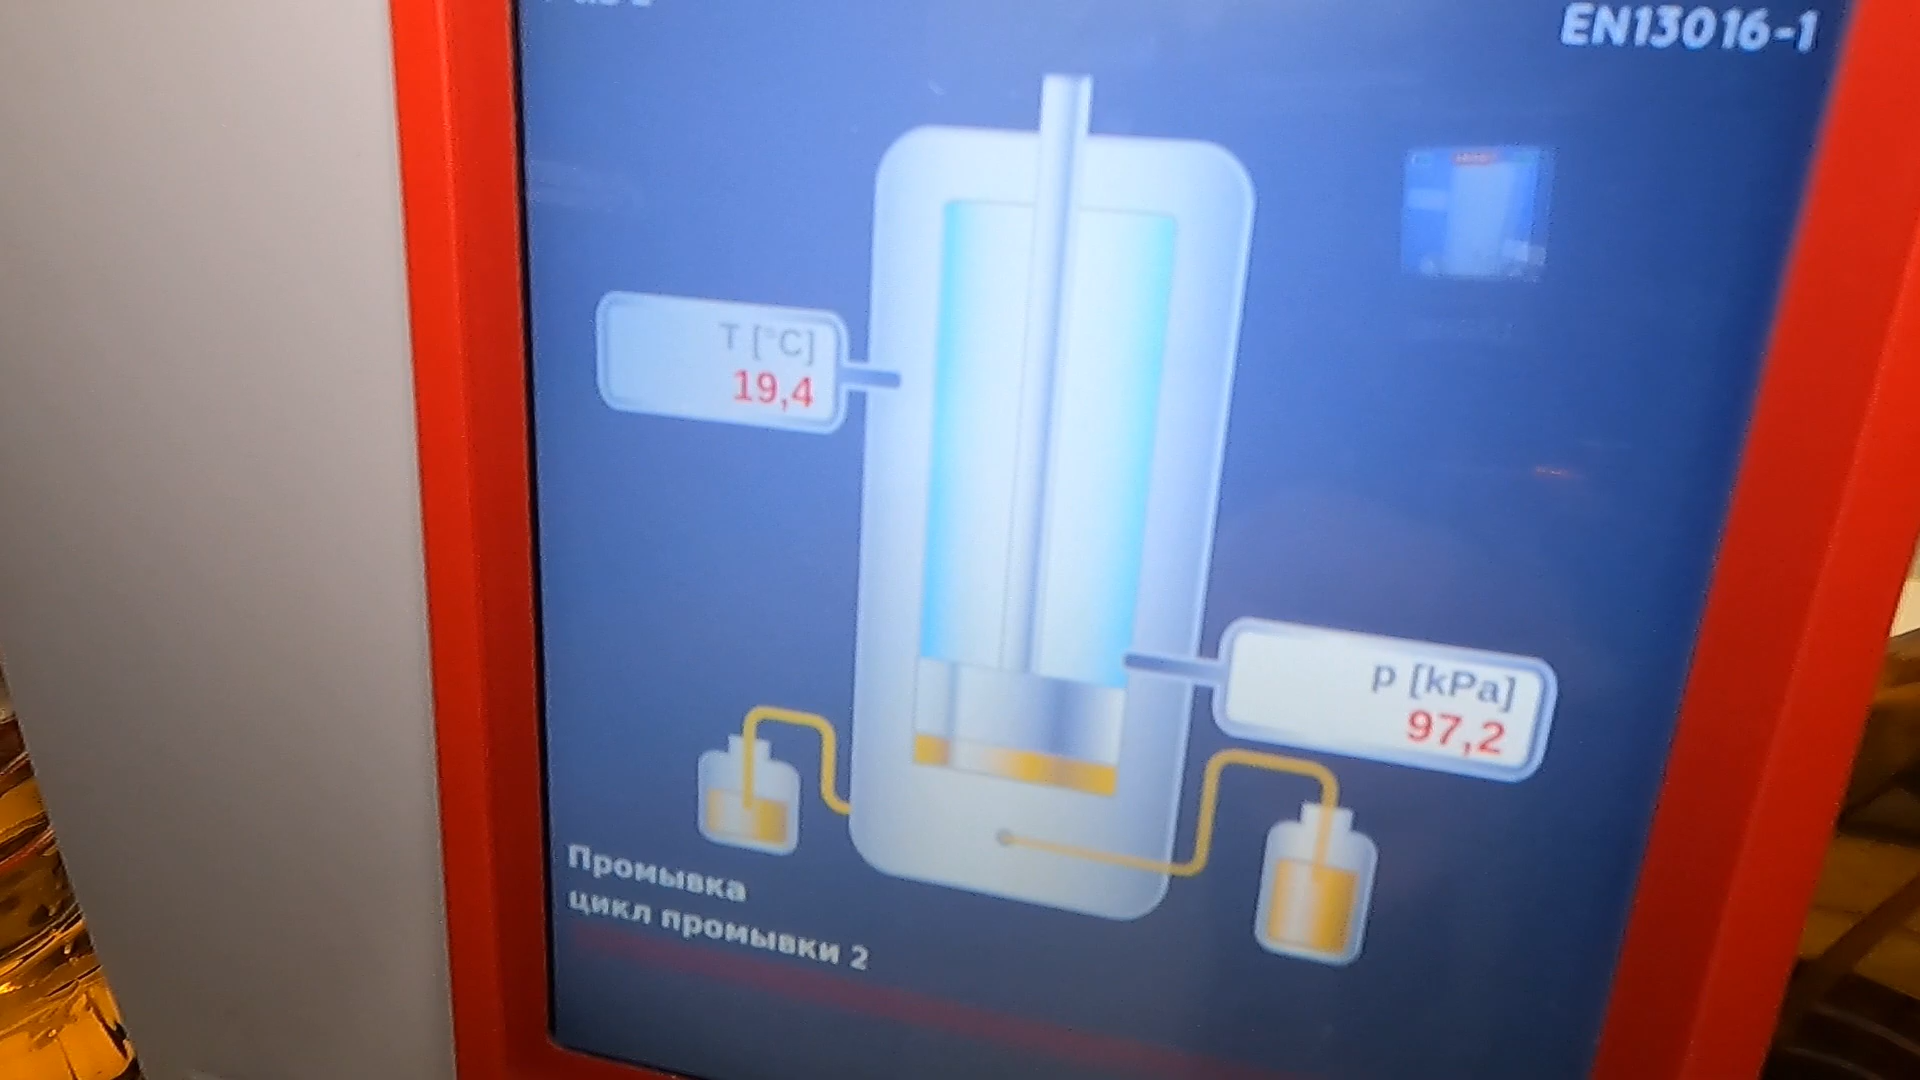 EN13016-1
T [°C]
19,4
p [kPa]
97,2
Промывка
цикл промывки 2